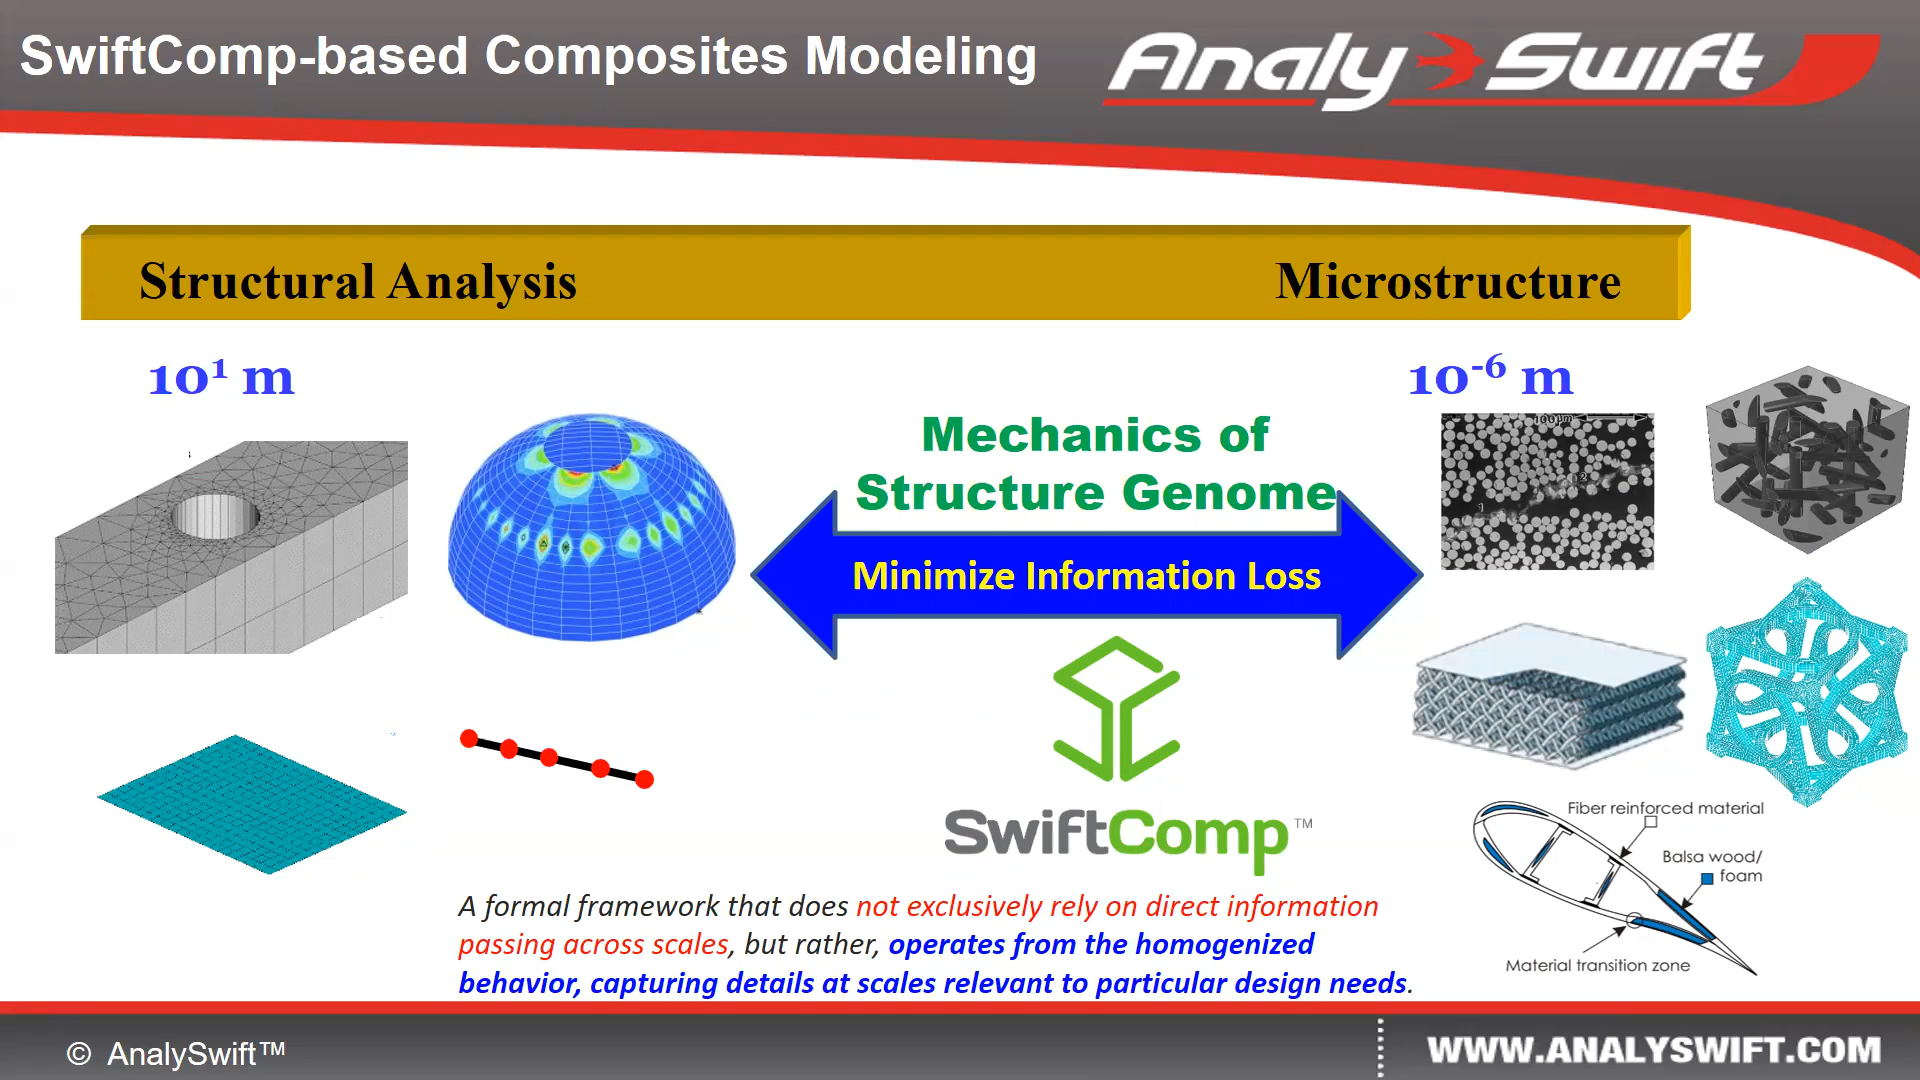 SwiftComp-based Composites Modeling
Analy Swift
Structural Analysis
Microstructure
10¹ m
10⁻⁶ m
Mechanics of
Structure Genome
Minimize Information Loss
SwiftComp™
Fiber reinforced material
Balsa wood/
foam
Material transition zone
A formal framework that does not exclusively rely on direct information
passing across scales, but rather, operates from the homogenized
behavior, capturing details at scales relevant to particular design needs.
© AnalySwift™
WWW.ANALYSWIFT.COM